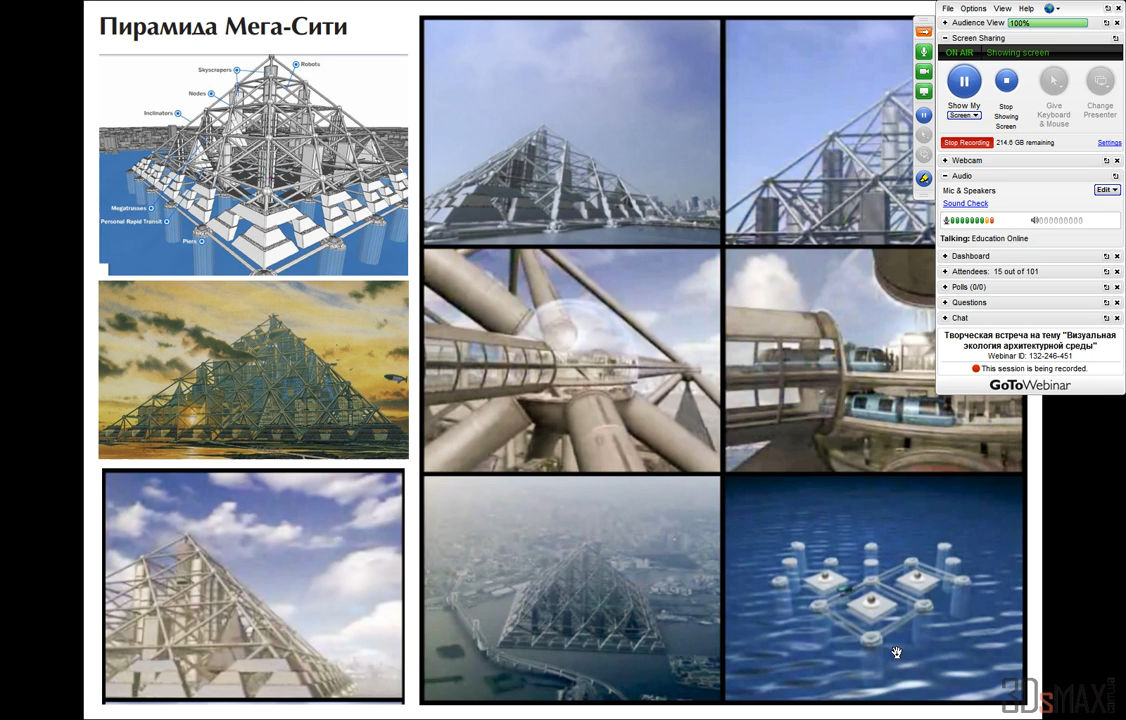 Пирамида Мега-Сити
Skyscrapers
Robots
Nodes
Inclinators
Megatrusses
Personal Rapid Transit
Piers
File Options View Help
Audience View 100%
Screen Sharing
ON AIR Showing screen
Show My
Screen
Stop
Showing
Screen
Give
Keyboard
& Mouse
Change
Presenter
Stop Recording 214.6 GB remaining Settings
Webcam
Audio
Mic & Speakers Edit
Sound Check
Talking: Education Online
Dashboard
Attendees: 15 out of 101
Polls (0/0)
Questions
Chat
Творческая встреча на тему "Визуальная
экология архитектурной среды"
Webinar ID: 132-246-451
This session is being recorded.
GoToWebinar
3DsMAX.com.ua